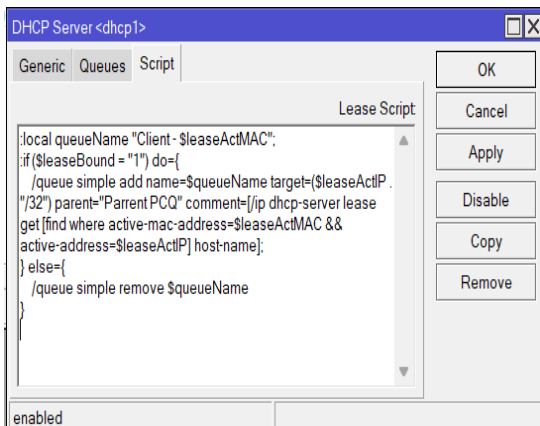 DHCP Server <dhcp1>
Generic Queues Script
OK
Lease Script:
Cancel
Apply
Disable
Copy
Remove
:local queueName "Client - $leaseActMAC";
:if ($leaseBound = "1") do={
/queue simple add name=$queueName target=($leaseActIP .
"/32") parent="Parrent PCQ" comment=[/ip dhcp-server lease
get [find where active-mac-address=$leaseActMAC &&
active-address=$leaseActIP] host-name];
} else={
/queue simple remove $queueName
}
enabled